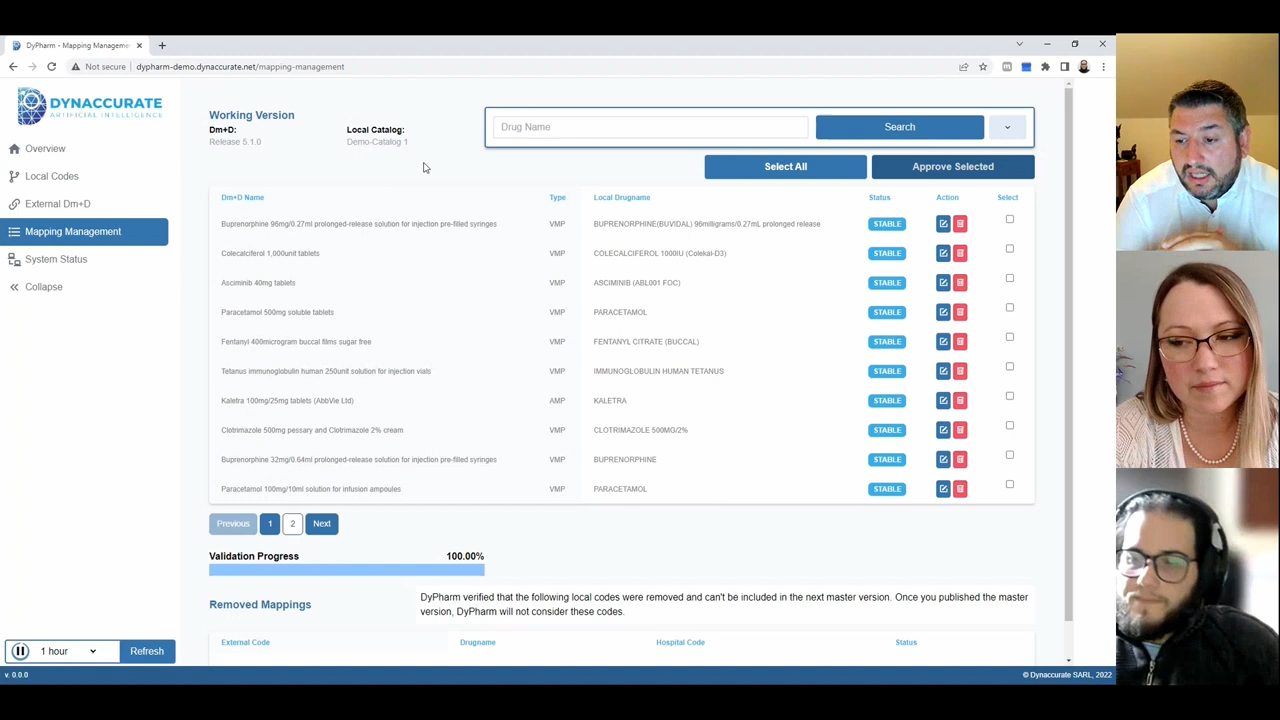 DyPharm - Mapping Manageme
Not secure
dypharm-demo.dynaccurate.net/mapping-management
DYNACCURATE
ARTIFICIAL INTELLIGENCE
Overview
Local Codes
External Dm+D
Mapping Management
System Status
Collapse
Working Version
Dm+D: Local Catalog:
Release 5.1.0 Demo-Catalog 1
Drug Name Search
Select All Approve Selected
Dm+D Name Type Local Drugname Status Action Select
Buprenorphine 96mg/0.27ml prolonged-release solution for injection pre-filled syringes VMP BUPRENORPHINE(BUVIDAL) 96milligrams/0.27mL prolonged release STABLE
Colecalciferol 1,000unit tablets VMP COLECALCIFEROL 1000IU (Colekal-D3) STABLE
Asciminib 40mg tablets VMP ASCIMINIB (ABL001 FOC) STABLE
Paracetamol 500mg soluble tablets VMP PARACETAMOL STABLE
Fentanyl 400microgram buccal films sugar free VMP FENTANYL CITRATE (BUCCAL) STABLE
Tetanus immunoglobulin human 250unit solution for injection vials VMP IMMUNOGLOBULIN HUMAN TETANUS STABLE
Kaletra 100mg/25mg tablets (AbbVie Ltd) AMP KALETRA STABLE
Clotrimazole 500mg pessary and Clotrimazole 2% cream VMP CLOTRIMAZOLE 500MG/2% STABLE
Buprenorphine 32mg/0.64ml prolonged-release solution for injection pre-filled syringes VMP BUPRENORPHINE STABLE
Paracetamol 100mg/10ml solution for infusion ampoules VMP PARACETAMOL STABLE
Previous 1 2 Next
Validation Progress 100.00%
Removed Mappings
DyPharm verified that the following local codes were removed and can't be included in the next master version. Once you published the master
version, DyPharm will not consider these codes.
External Code Drugname Hospital Code Status
1 hour Refresh
v. 0.0.0
© Dynaccurate SARL, 2022